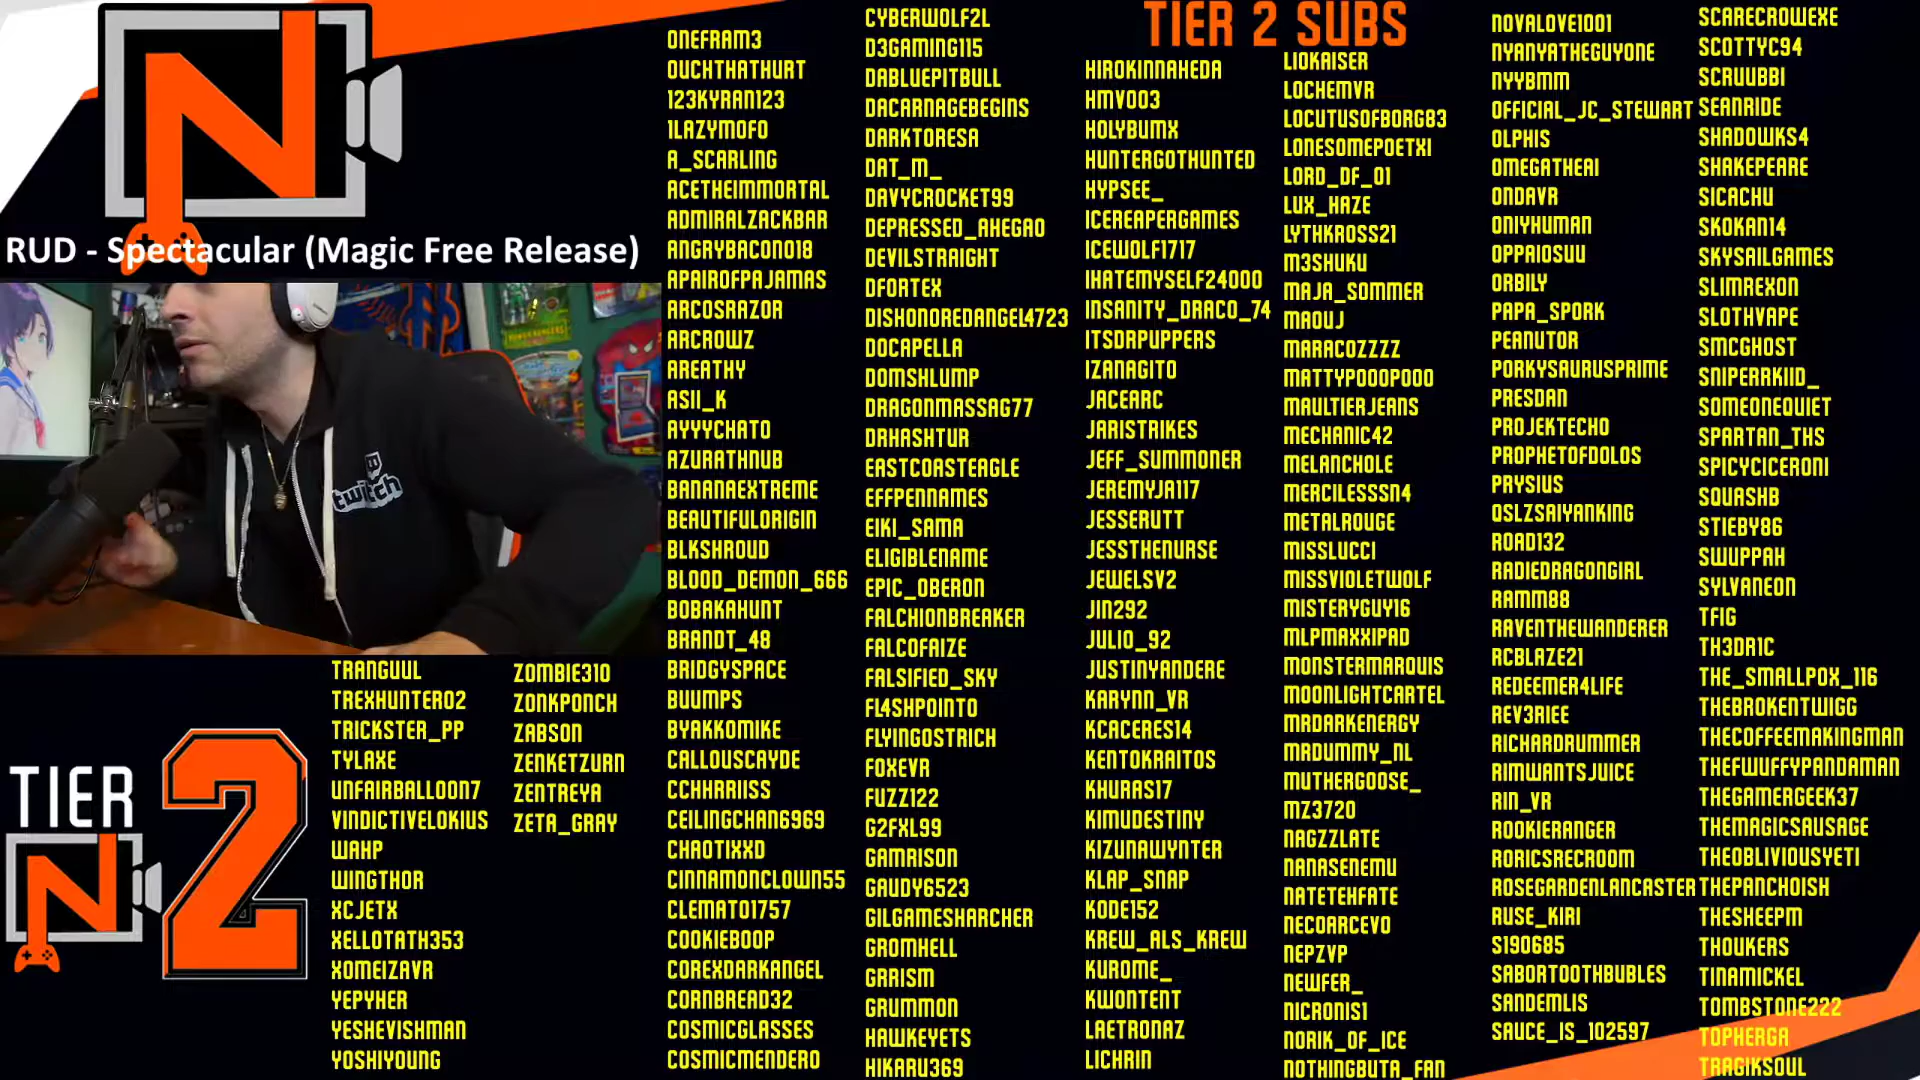 TIER 2 SUBS
RUD - Spectacular (Magic Free Release)
twitch
TIER
2
ONEFRAM3
OUCHTHATHURT
123KYRAN123
1LAZYMOFO
A_SCARLING
ACETHEIMMORTAL
ADMIRALZACKBAR
ANGRYBACON018
APAIROFPAJAMAS
ARCOSRAZOR
ARCROWZ
AREATHY
ASII_K
AYYYCHATO
AZURATHNUB
BANANAEXTREME
BEAUTIFULORIGIN
BLKSHROUD
BLOOD_DEMON_666
BOBAKAHUNT
BRANDT_48
BRIDGYSPACE
BUUMPS
BYAKKOMIKE
CALLOUSCAYDE
CCHHRRIISS
CEILINGCHAN6969
CHAOTIXXD
CINNAMONCLOWN55
CLEMATO1757
COOKIEBOOP
COREXDARKANGEL
CORNBREAD32
COSMICGLASSES
COSMICMENDERO
CYBERWOLF2L
D3GAMING115
DABLUEPITBULL
DACARNAGEBEGINS
DARKTORESA
DAT_M_
DAVYCROCKET99
DEPRESSED_AHEGAO
DEVILSTRAIGHT
DFORTEX
DISHONOREDANGEL4723
DOCAPELLA
DOMSHLUMP
DRAGONMASSAG77
DRHASHTUR
EASTCOASTEAGLE
EFFPENNAMES
EIKI_SAMA
ELIGIBLENAME
EPIC_OBERON
FALCHIONBREAKER
FALCOFAIZE
FALSIFIED_SKY
FL4SHPOINTO
FLYINGOSTRICH
FOXEVR
FUZZ122
G2FXL99
GAMRISON
GAUDY6523
GILGAMESHARCHER
GROMHELL
GARISM
GRUMMON
HAWKEYETS
HIKARU369
HIROKINNAHEDA
HMV003
HOLYBUMX
HUNTERGOTHUNTED
HYPSEE_
ICEREAPERGAMES
ICEWOLF1717
IHATEMYSELF24000
INSANITY_DRACO_74
ITSDRPUPPERS
IZANAGITO
JACEARC
JARISTRIKES
JEFF_SUMMONER
JEREMYJA117
JESSERUTT
JESSTHENURSE
JEWELSV2
JIN292
JULIO_92
JUSTINYANDERE
KARYNN_VR
KCACERES14
KENTOKRAITOS
KHURAS17
KIMUDESTINY
KIZUNAWYNTER
KLAP_SNAP
KODE152
KREW_ALS_KREW
KUROME_
KWONTENT
LAETRONAZ
LICHRIN
LIOKAISER
LOCHEMVR
LOCUTUSOFBORG83
LONESOMEPOETX1
LORD_DF_01
LUX_HAZE
LYTHKROSS21
M3SHUKU
MAJA_SOMMER
MAOUJ
MARACOZZZZ
MATTYPOOOPOOO
MAULTIERJEANS
MECHANIC42
MELANCHOLE
MERCILESSSN4
METALROUGE
MISSLUCCI
MISSVIOLETWOLF
MISTERYGUY16
MLPMAXXIPAD
MONSTERMARQUIS
MOONLIGHTCARTEL
MRDARKENERGY
MRDUMMY_NL
MUTHERGOOSE_
MZ3720
NAGZZLATE
NANASENEMU
NATETEHFATE
NECOARCEVO
NEPZVP
NEWFER_
NICRONIS1
NORIK_OF_ICE
NOTHINGBUTA_FAN
NOVALOVE1001
NYANYATHEGUYONE
NYYBMM
OFFICIAL_JC_STEWART
OLPHIS
OMEGATHEAI
ONDAVR
ONIYHUMAN
OPPAIOSUU
ORBILY
PAPA_SPORK
PEANUTOR
PORKYSAURUSPRIME
PRESDAN
PROJEKTECHO
PROPHETOFDOLOS
PRYSIUS
QSLZSAIYANKING
ROAD132
RADIEDRAGONGIRL
RAMM88
RAVENTHEWANDERER
RCBLAZE21
REDEEMER4LIFE
REV3RIEE
RICHARDRUMMER
RIMWANTSJUICE
RIN_VR
ROOKIERANGER
RORICSRECROOM
ROSEGARDENLANCASTER
RUSE_KIRI
S190685
SABORTOOTHBUBLES
SANDEMLIS
SAUCE_IS_102597
SCARECROWEXE
SCOTTYC94
SCRUUBBI
SEANRIDE
SHADOWKS4
SHAKEPEARE
SICACHU
SKOKAN14
SKYSAILGAMES
SLIMREXON
SLOTHVAPE
SMCGHOST
SNIPERRKIID_
SOMEONEQUIET
SPARTAN_THS
SPICYCICERONI
SQUASHB
STIEBY86
SWUPPAH
SYLVANEON
TFIG
TH3DR1C
THE_SMALLPOX_116
THEBROKENTWIGG
THECOFFEEMAKINGMAN
THEFWUFFYPANDAMAN
THEGAMERGEEK37
THEMAGICSAUSAGE
THEOBLIVIOUSYETI
THEPANCHOISH
THESHEEPM
THOUKERS
TINAMICKEL
TOMBSTONE222
TOPHERGA
TRAGIKSOUL
TRANGUUL
TREXHUNTER02
TRICKSTER_PP
TYLAXE
UNFAIRBALLOON7
VINDICTIVELOKIUS
WAHP
WINGTHOR
XCJETX
XELLOTATH353
XOMEIZAVR
YEPYHER
YESHEVISHMAN
YOSHIYOUNG
ZOMBIE310
ZONKPONCH
ZABSON
ZENKETZURN
ZENTREYA
ZETA_GRAY